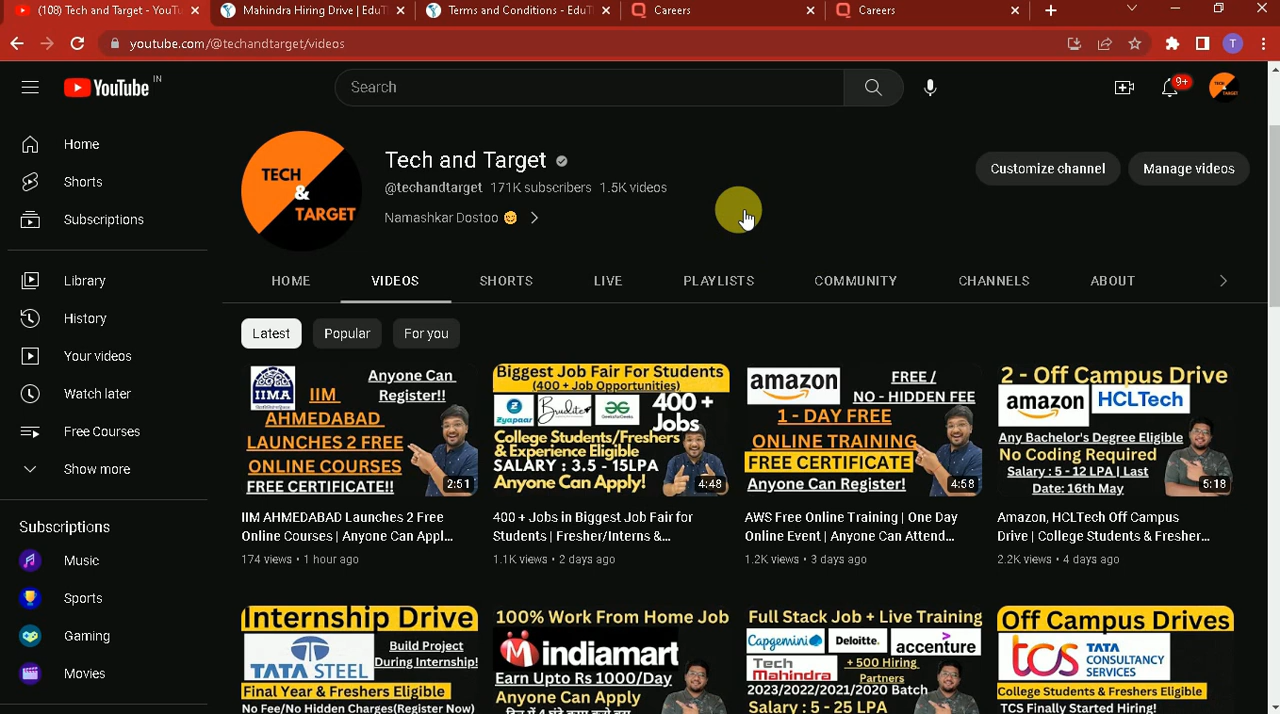 (108) Tech and Target - YouTu
Mahindra Hiring Drive | EduT
Terms and Conditions - EduT
Careers
Careers
youtube.com/@techandtarget/videos
T
YouTube IN
Search
9+
Home
Shorts
Subscriptions
Library
History
Your videos
Watch later
Free Courses
Show more
Subscriptions
Music
Sports
Gaming
Movies
TECH
&
TARGET
Tech and Target
@techandtarget 171K subscribers 1.5K videos
Namashkar Dostoo
Customize channel
Manage videos
HOME
VIDEOS
SHORTS
LIVE
PLAYLISTS
COMMUNITY
CHANNELS
ABOUT
Latest
Popular
For you
IIMA
Anyone Can
Register!!
IIM
AHMEDABAD
LAUNCHES 2 FREE
ONLINE COURSES
FREE CERTIFICATE!!
2:51
IIM AHMEDABAD Launches 2 Free
Online Courses | Anyone Can Appl...
174 views • 1 hour ago
Biggest Job Fair For Students
(400 + Job Opportunities)
Zyapaar
Brudite
GeeksforGeeks
400 +
Jobs
College Students/Freshers
& Experience Eligible
SALARY : 3.5 - 15LPA
Anyone Can Apply!
4:48
400 + Jobs in Biggest Job Fair for
Students | Fresher/Interns &...
1.1K views • 2 days ago
amazon
FREE /
NO - HIDDEN FEE
1 - DAY FREE
ONLINE TRAINING
FREE CERTIFICATE
Anyone Can Register!
4:58
AWS Free Online Training | One Day
Online Event | Anyone Can Attend...
1.2K views • 3 days ago
2 - Off Campus Drive
amazon
HCLTech
Any Bachelor's Degree Eligible
No Coding Required
Salary : 5 - 12 LPA | Last
Date: 16th May
5:18
Amazon, HCLTech Off Campus
Drive | College Students & Fresher...
2.2K views • 4 days ago
Internship Drive
TATA STEEL
Build Project
During Internship!
Final Year & Freshers Eligible
No Fee/No Hidden Charges(Register Now)
100% Work From Home Job
indiamart
Earn Upto Rs 1000/Day
Anyone Can Apply
Full Stack Job + Live Training
Capgemini
Deloitte.
accenture
Tech
Mahindra
+ 500 Hiring
Partners
2023/2022/2021/2020 Batch
Salary : 5 - 25 LPA
Off Campus Drives
tcs TATA
CONSULTANCY
SERVICES
College Students & Freshers Eligible
TCS Finally Started Hiring!